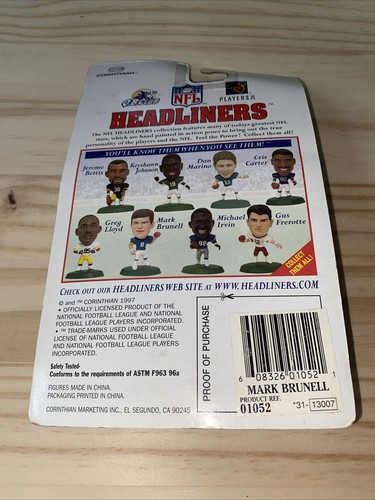 CORINTHIAN
NFL
PLAYERS
HEADLINERS™
The NFL HEADLINERS collection features many of todays greatest NFL
stars, which are hand painted in action poses to bring out the true
personality of the players and the NFL. Feel the Power! Collect them all!
"YOU'LL KNOW THEM WHEN YOU SEE THEM!"™
Jerome Bettis
Keyshawn Johnson
Dan Marino
Cris Carter
Greg Lloyd
Mark Brunell
Michael Irvin
Gus Frerotte
COLLECT THEM ALL!
CHECK OUT OUR HEADLINERS WEB SITE AT WWW.HEADLINERS.COM
© and ™ CORINTHIAN 1997
• OFFICIALLY LICENSED PRODUCT OF THE
NATIONAL FOOTBALL LEAGUE AND NATIONAL
FOOTBALL LEAGUE PLAYERS INCORPORATED.
• ™ TRADE-MARKS USED UNDER OFFICIAL
LICENSE OF NATIONAL FOOTBALL LEAGUE
AND NATIONAL FOOTBALL LEAGUE PLAYERS
INCORPORATED.
Safety Tested-
Conforms to the requirements of ASTM F963 96a
FIGURES MADE IN CHINA.
PACKAGING PRINTED IN CHINA.
CORINTHIAN MARKETING INC., EL SEGUNDO, CA 90245
PROOF OF PURCHASE
6 08326 01052 1
MARK BRUNELL
PRODUCT REF.
01052
*31- 13007